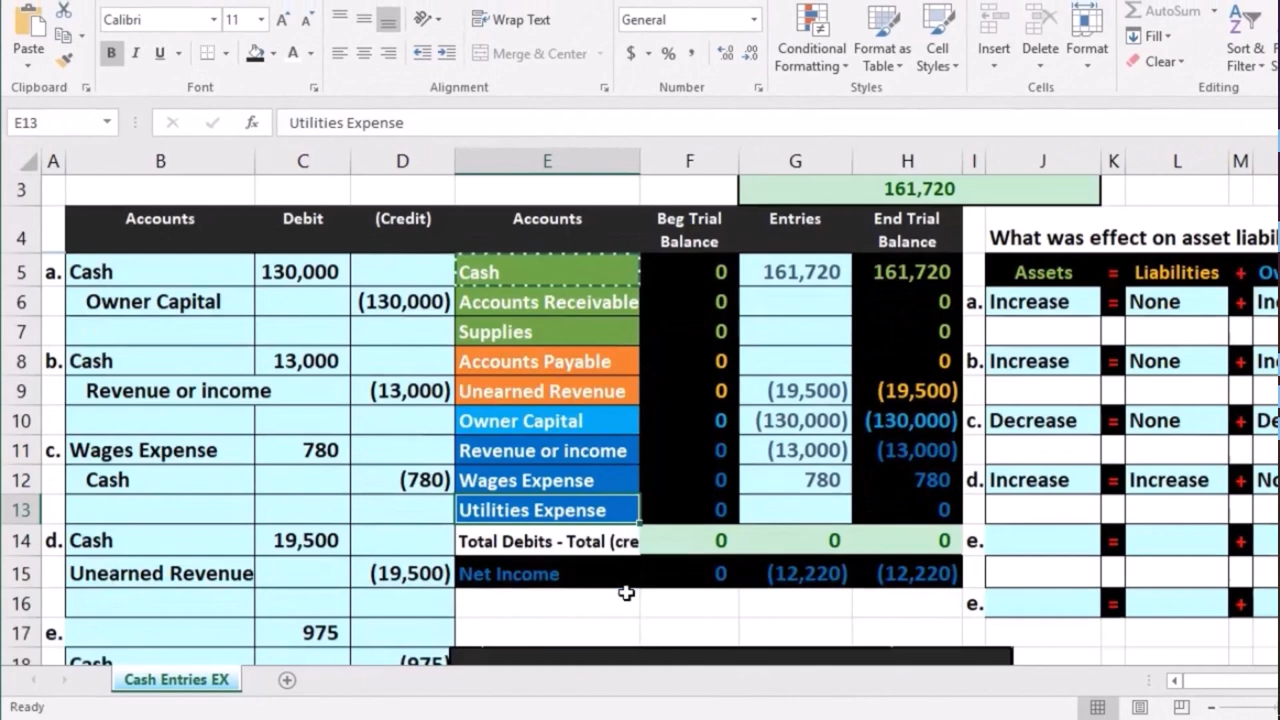 Calibri 11 Wrap Text General AutoSum
Paste B I U Merge & Center $ % Conditional Formatting Format as Table Cell Styles Insert Delete Format Fill Clear Sort & Filter
Clipboard Font Alignment Number Styles Cells Editing
E13 fx Utilities Expense
A B C D E F G H I J K L M
3 161,720
4 Accounts Debit (Credit) Accounts Beg Trial Balance Entries End Trial Balance What was effect on asset liabi
5 a. Cash 130,000 Cash 0 161,720 161,720 Assets = Liabilities + Ow
6 Owner Capital (130,000) Accounts Receivable 0 0 a. Increase = None + Inc
7 Supplies 0 0
8 b. Cash 13,000 Accounts Payable 0 0 b. Increase = None + Inc
9 Revenue or income (13,000) Unearned Revenue 0 (19,500) (19,500)
10 Owner Capital 0 (130,000) (130,000) c. Decrease = None + De
11 c. Wages Expense 780 Revenue or income 0 (13,000) (13,000)
12 Cash (780) Wages Expense 0 780 780 d. Increase = Increase + No
13 Utilities Expense 0 0
14 d. Cash 19,500 Total Debits - Total (cre 0 0 0 e. = +
15 Unearned Revenue (19,500) Net Income 0 (12,220) (12,220)
16 e. = +
17 e. 975
18 Cash (975)
Cash Entries EX
Ready